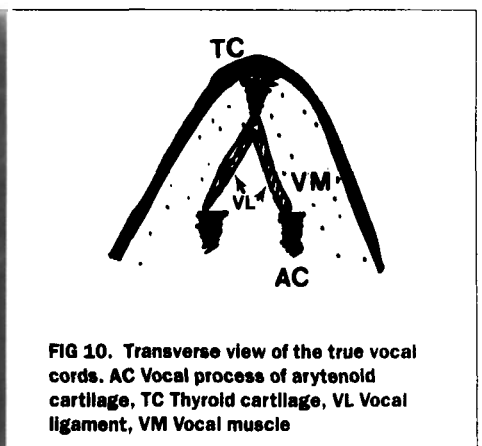 TC
VM
VL
AC
FIG 10. Transverse view of the true vocal
cords. AC Vocal process of arytenoid
cartilage, TC Thyroid cartilage, VL Vocal
ligament, VM Vocal muscle